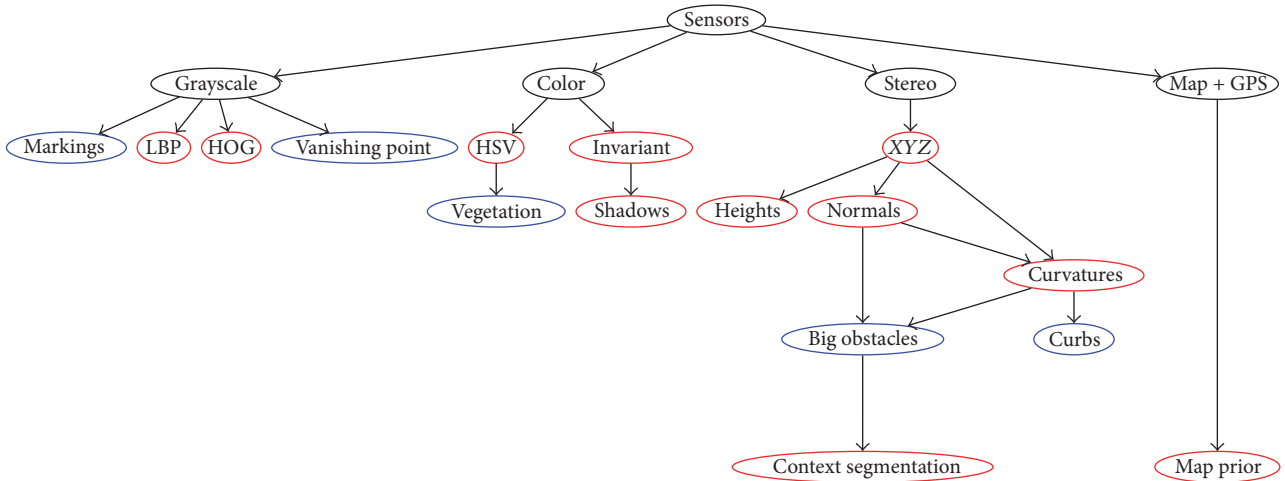 Sensors
Grayscale
Color
Stereo
Map + GPS
Markings
LBP
HOG
Vanishing point
HSV
Invariant
XYZ
Vegetation
Shadows
Heights
Normals
Curvatures
Big obstacles
Curbs
Context segmentation
Map prior